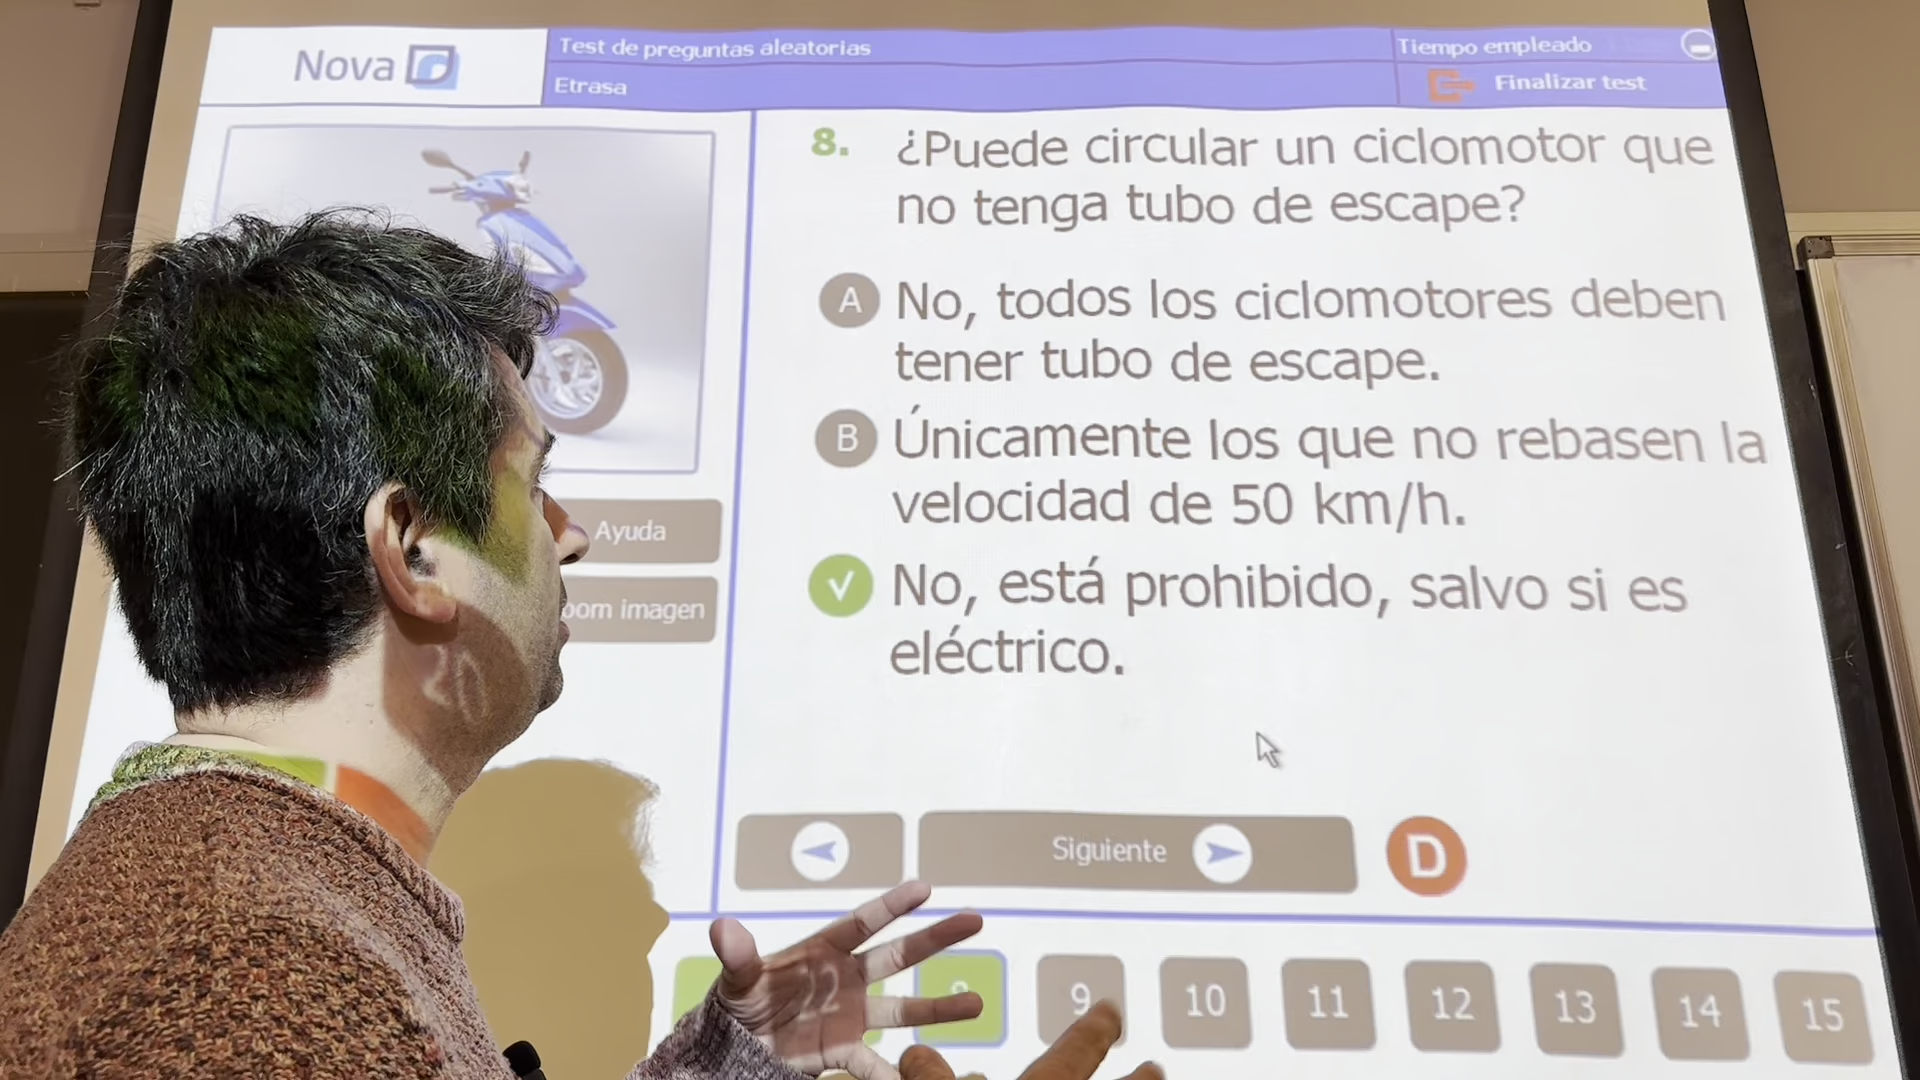 Nova
Test de preguntas aleatorias
Tiempo empleado
Etrasa
Finalizar test
8. ¿Puede circular un ciclomotor que
no tenga tubo de escape?
A No, todos los ciclomotores deben
tener tubo de escape.
B Únicamente los que no rebasen la
velocidad de 50 km/h.
No, está prohibido, salvo si es
eléctrico.
Ayuda
imagen
Siguiente
D
22
9 10 11 12 13 14 15